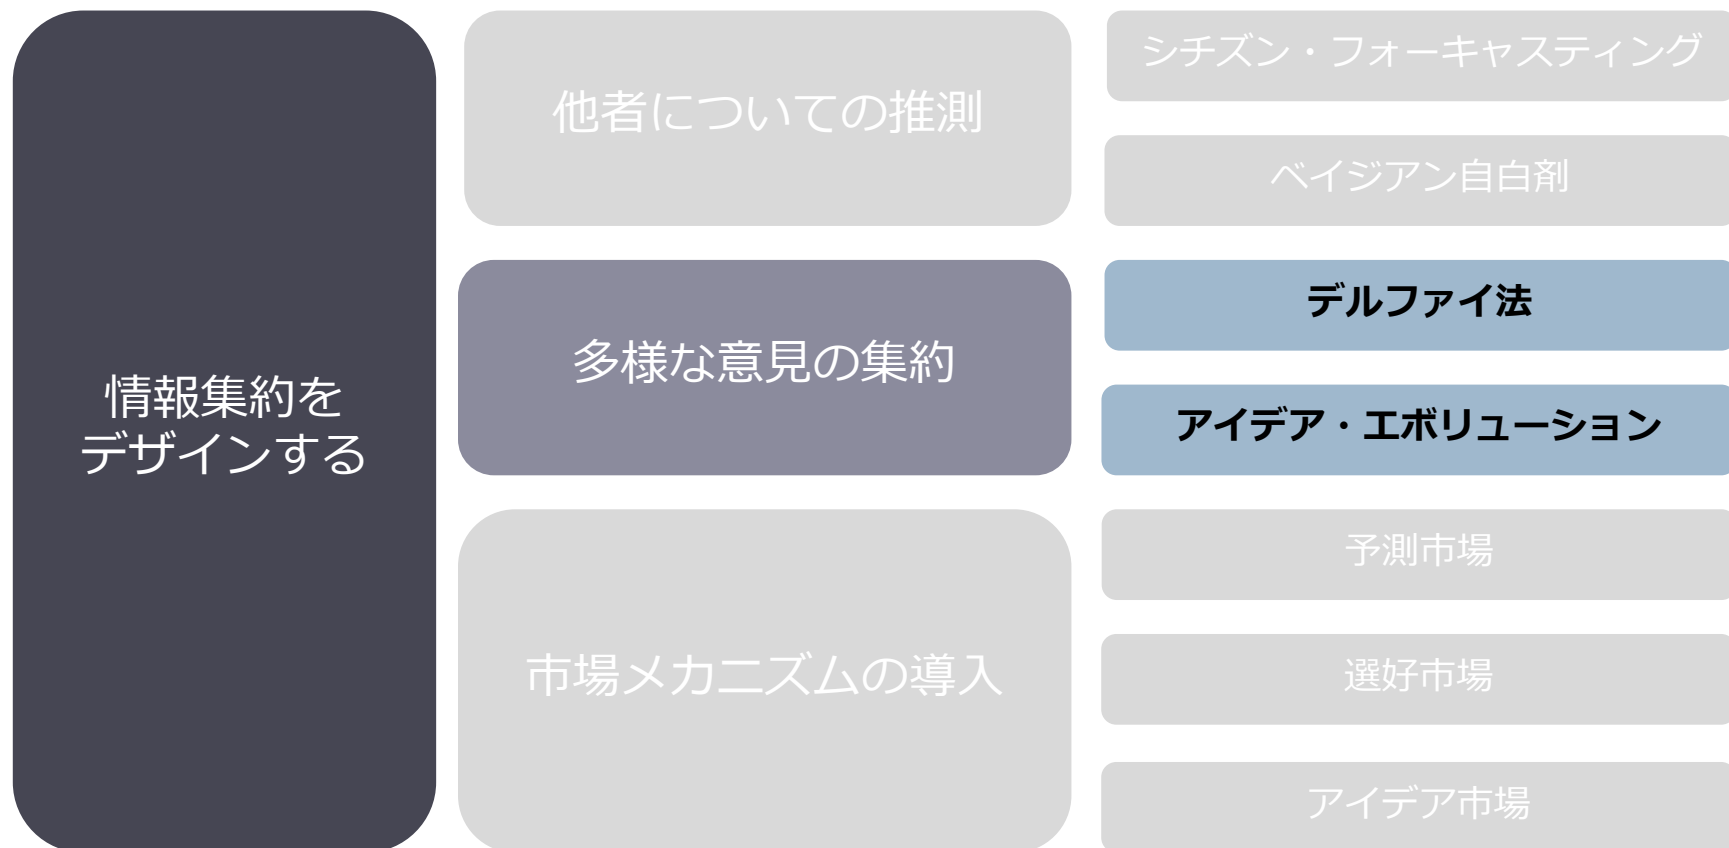 情報集約を
デザインする
他者についての推測
シチズン・フォーキャスティング
ベイジアン自白剤
多様な意見の集約
デルファイ法
アイデア・エボリューション
市場メカニズムの導入
予測市場
選好市場
アイデア市場